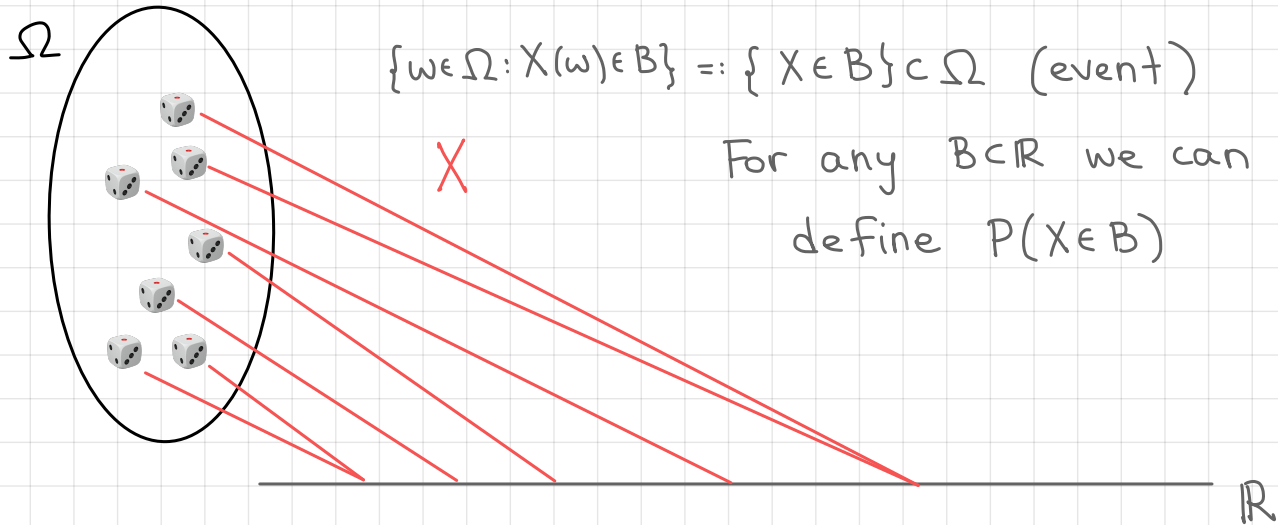 Ω
{ω∈Ω: X(ω)∈B} =: {X∈B}⊂Ω (event)
X
For any B⊂ℝ we can
define P(X∈B)
ℝ